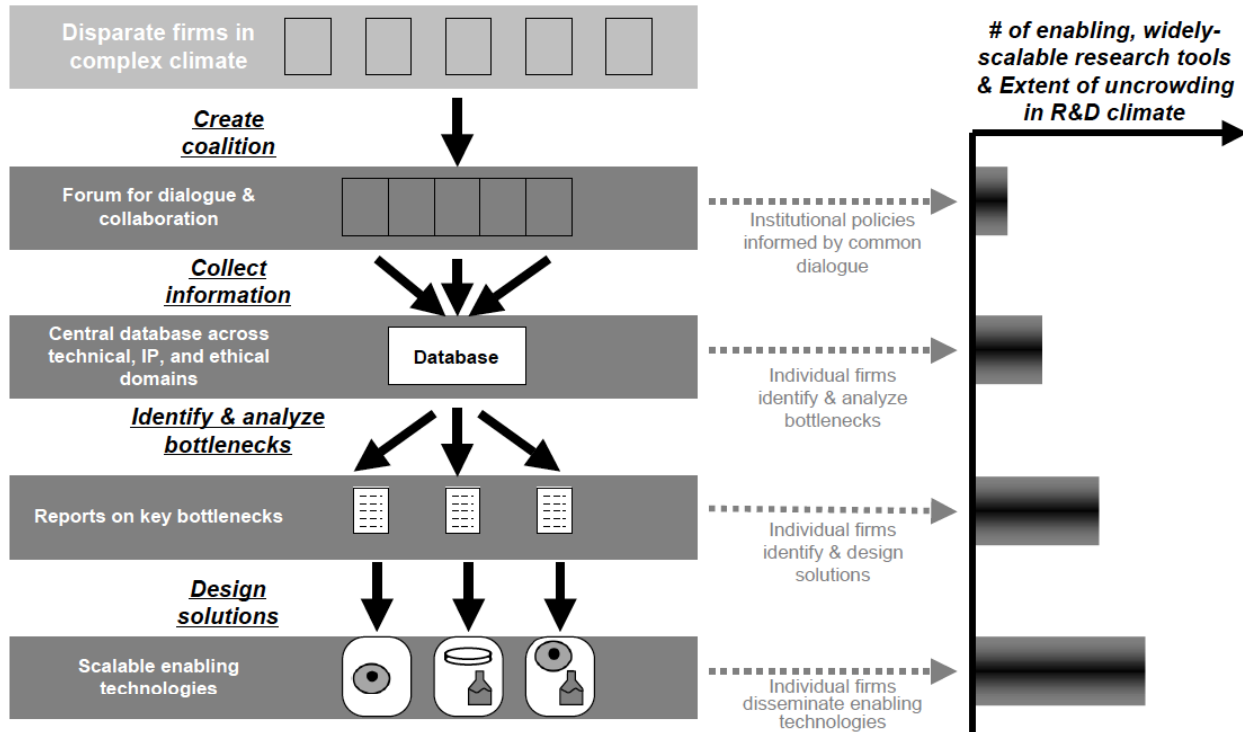 Disparate firms in
complex climate
# of enabling, widely-
scalable research tools
& Extent of uncrowding
in R&D climate
Create
coalition
Forum for dialogue &
collaboration
Institutional policies
informed by common
dialogue
Collect
information
Central database across
technical, IP, and ethical
domains
Database
Individual firms
identify & analyze
bottlenecks
Identify & analyze
bottlenecks
Reports on key bottlenecks
Individual firms
identify & design
solutions
Design
solutions
Scalable enabling
technologies
Individual firms
disseminate enabling
technologies